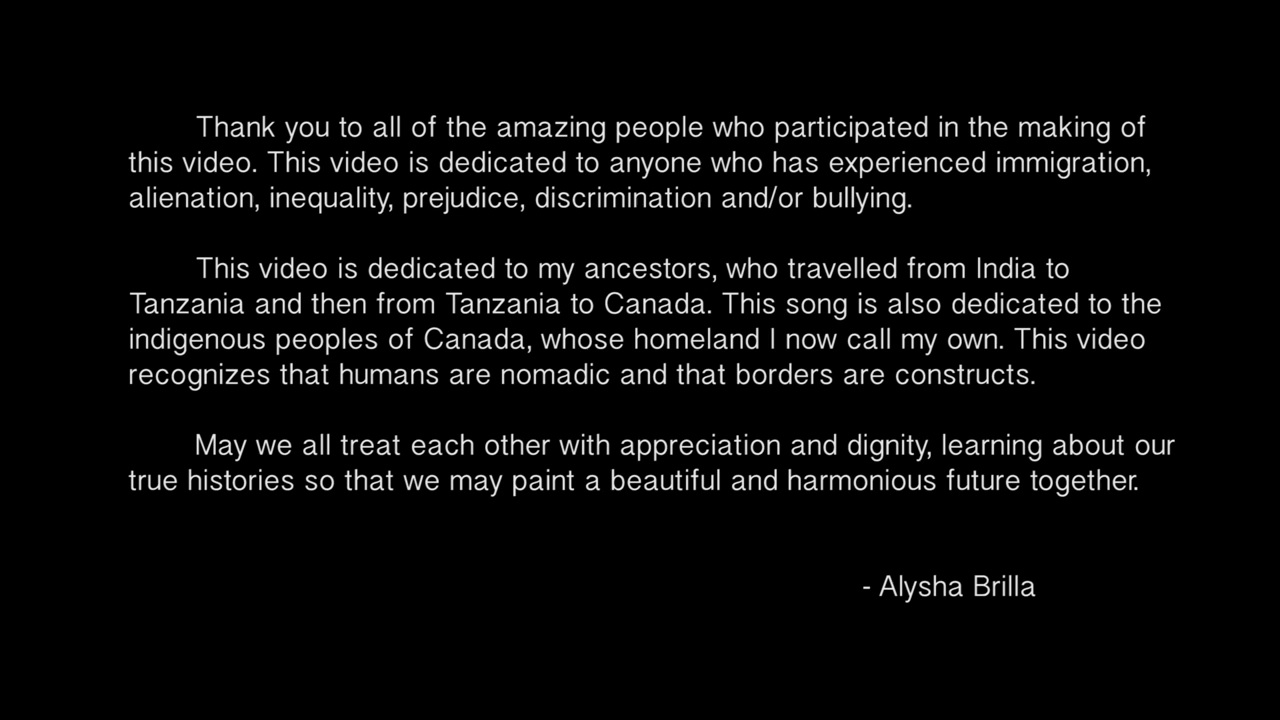 Thank you to all of the amazing people who participated in the making of
this video. This video is dedicated to anyone who has experienced immigration,
alienation, inequality, prejudice, discrimination and/or bullying.
This video is dedicated to my ancestors, who travelled from India to
Tanzania and then from Tanzania to Canada. This song is also dedicated to the
indigenous peoples of Canada, whose homeland I now call my own. This video
recognizes that humans are nomadic and that borders are constructs.
May we all treat each other with appreciation and dignity, learning about our
true histories so that we may paint a beautiful and harmonious future together.
- Alysha Brilla